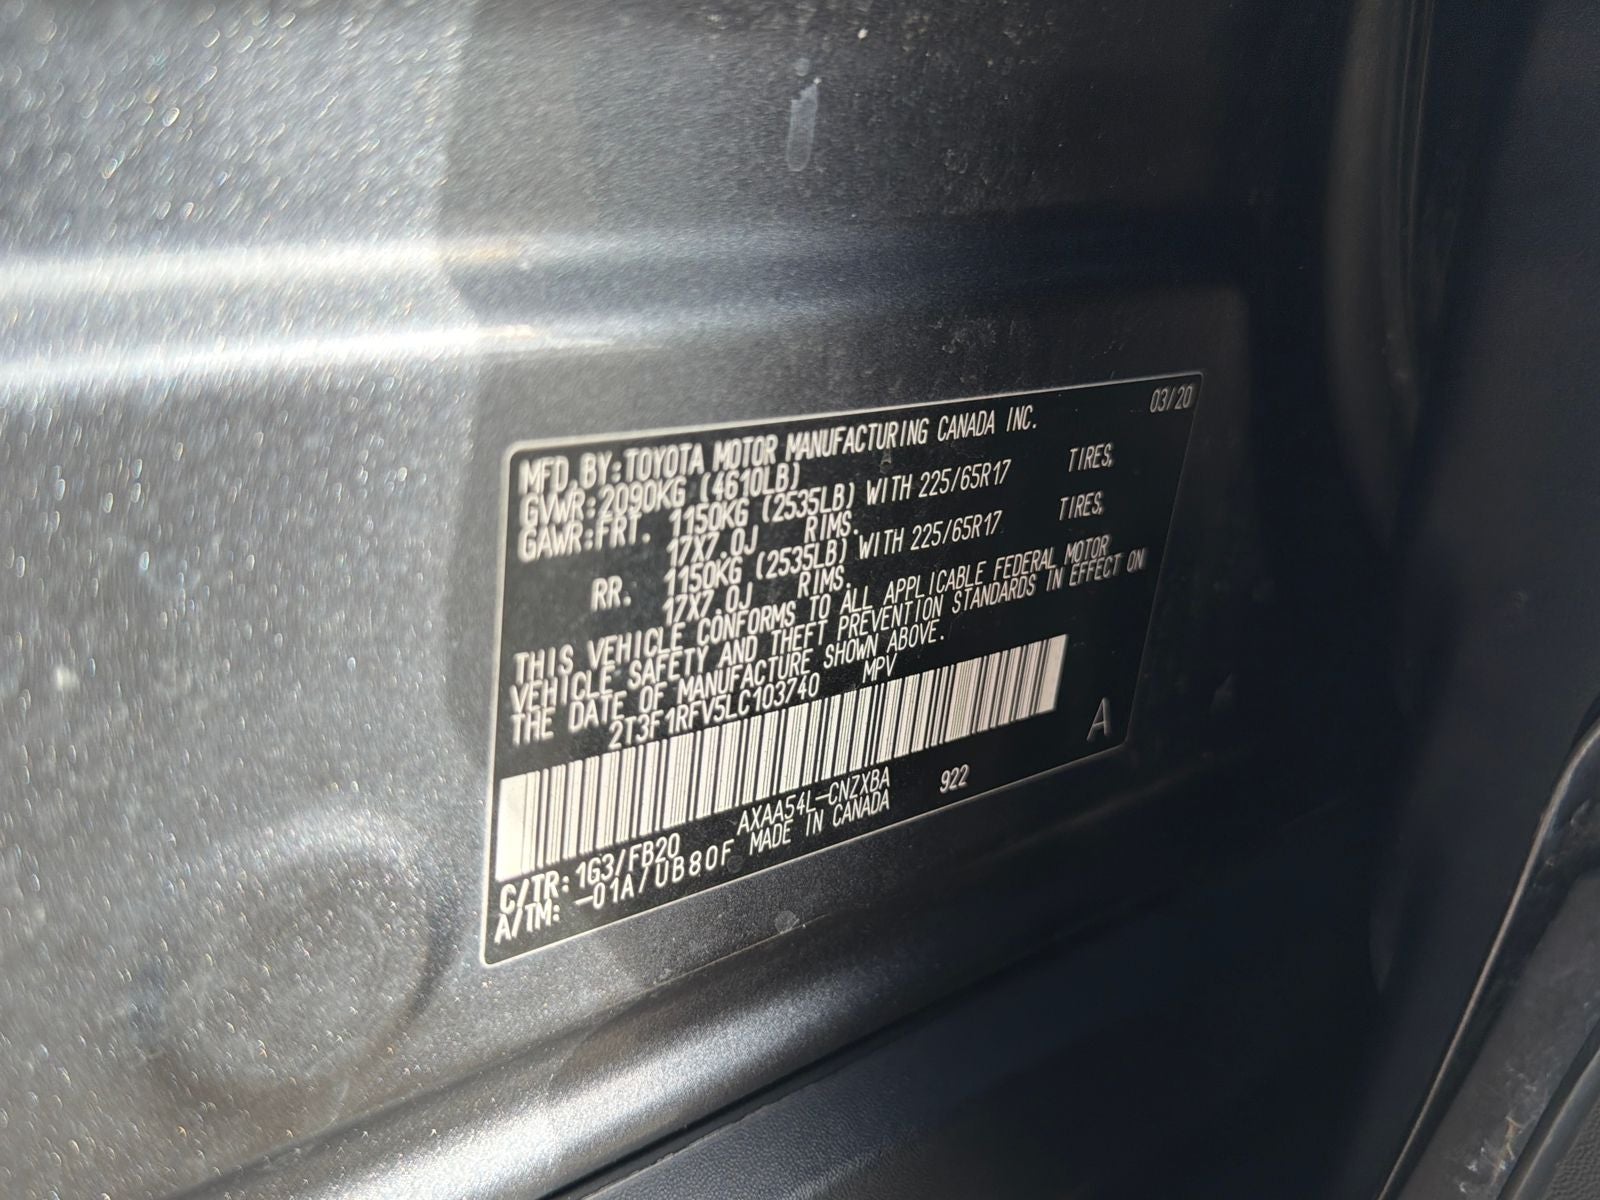 03/20
MFD. BY: TOYOTA MOTOR MANUFACTURING CANADA INC.
GVWR: 2090KG (4610LB)
GAWR: FRT. 1150KG (2535LB) WITH 225/65R17 TIRES,
17X7.0J RIMS.
RR. 1150KG (2535LB) WITH 225/65R17 TIRES,
17X7.0J RIMS.
THIS VEHICLE CONFORMS TO ALL APPLICABLE FEDERAL MOTOR
VEHICLE SAFETY AND THEFT PREVENTION STANDARDS IN EFFECT ON
THE DATE OF MANUFACTURE SHOWN ABOVE.
2T3F1RFV5LC103740 MPV
A
C/TR: 1G3/FB20 AXAA54L-CNZXBA 922
A/TM: -01A/UB80F MADE IN CANADA